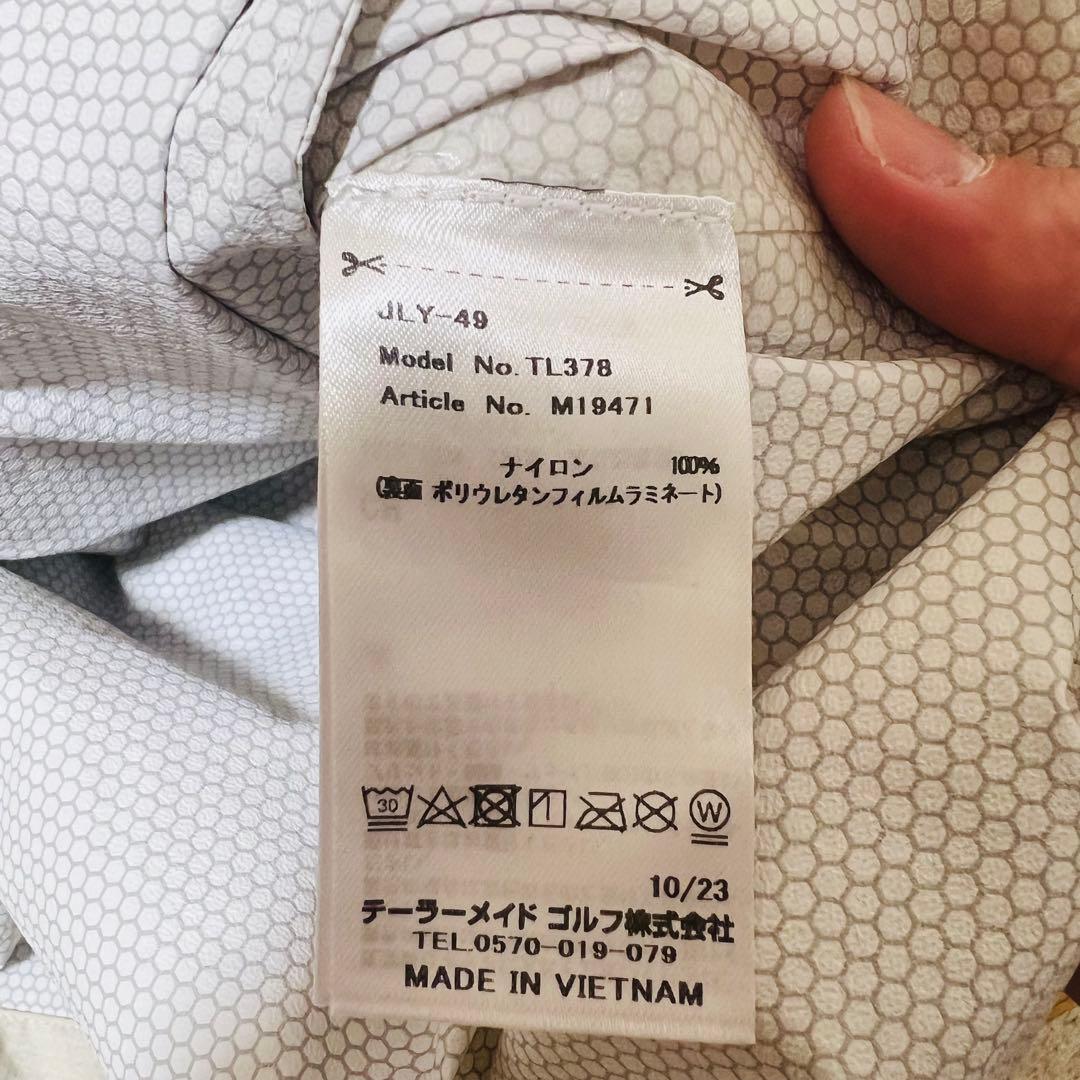 JLY-49
Model No. TL378
Article No. M19471
ナイロン 100%
(裏面 ポリウレタンフィルムラミネート)
30 W
10/23
テーラーメイド ゴルフ株式会社
TEL.0570-019-079
MADE IN VIETNAM